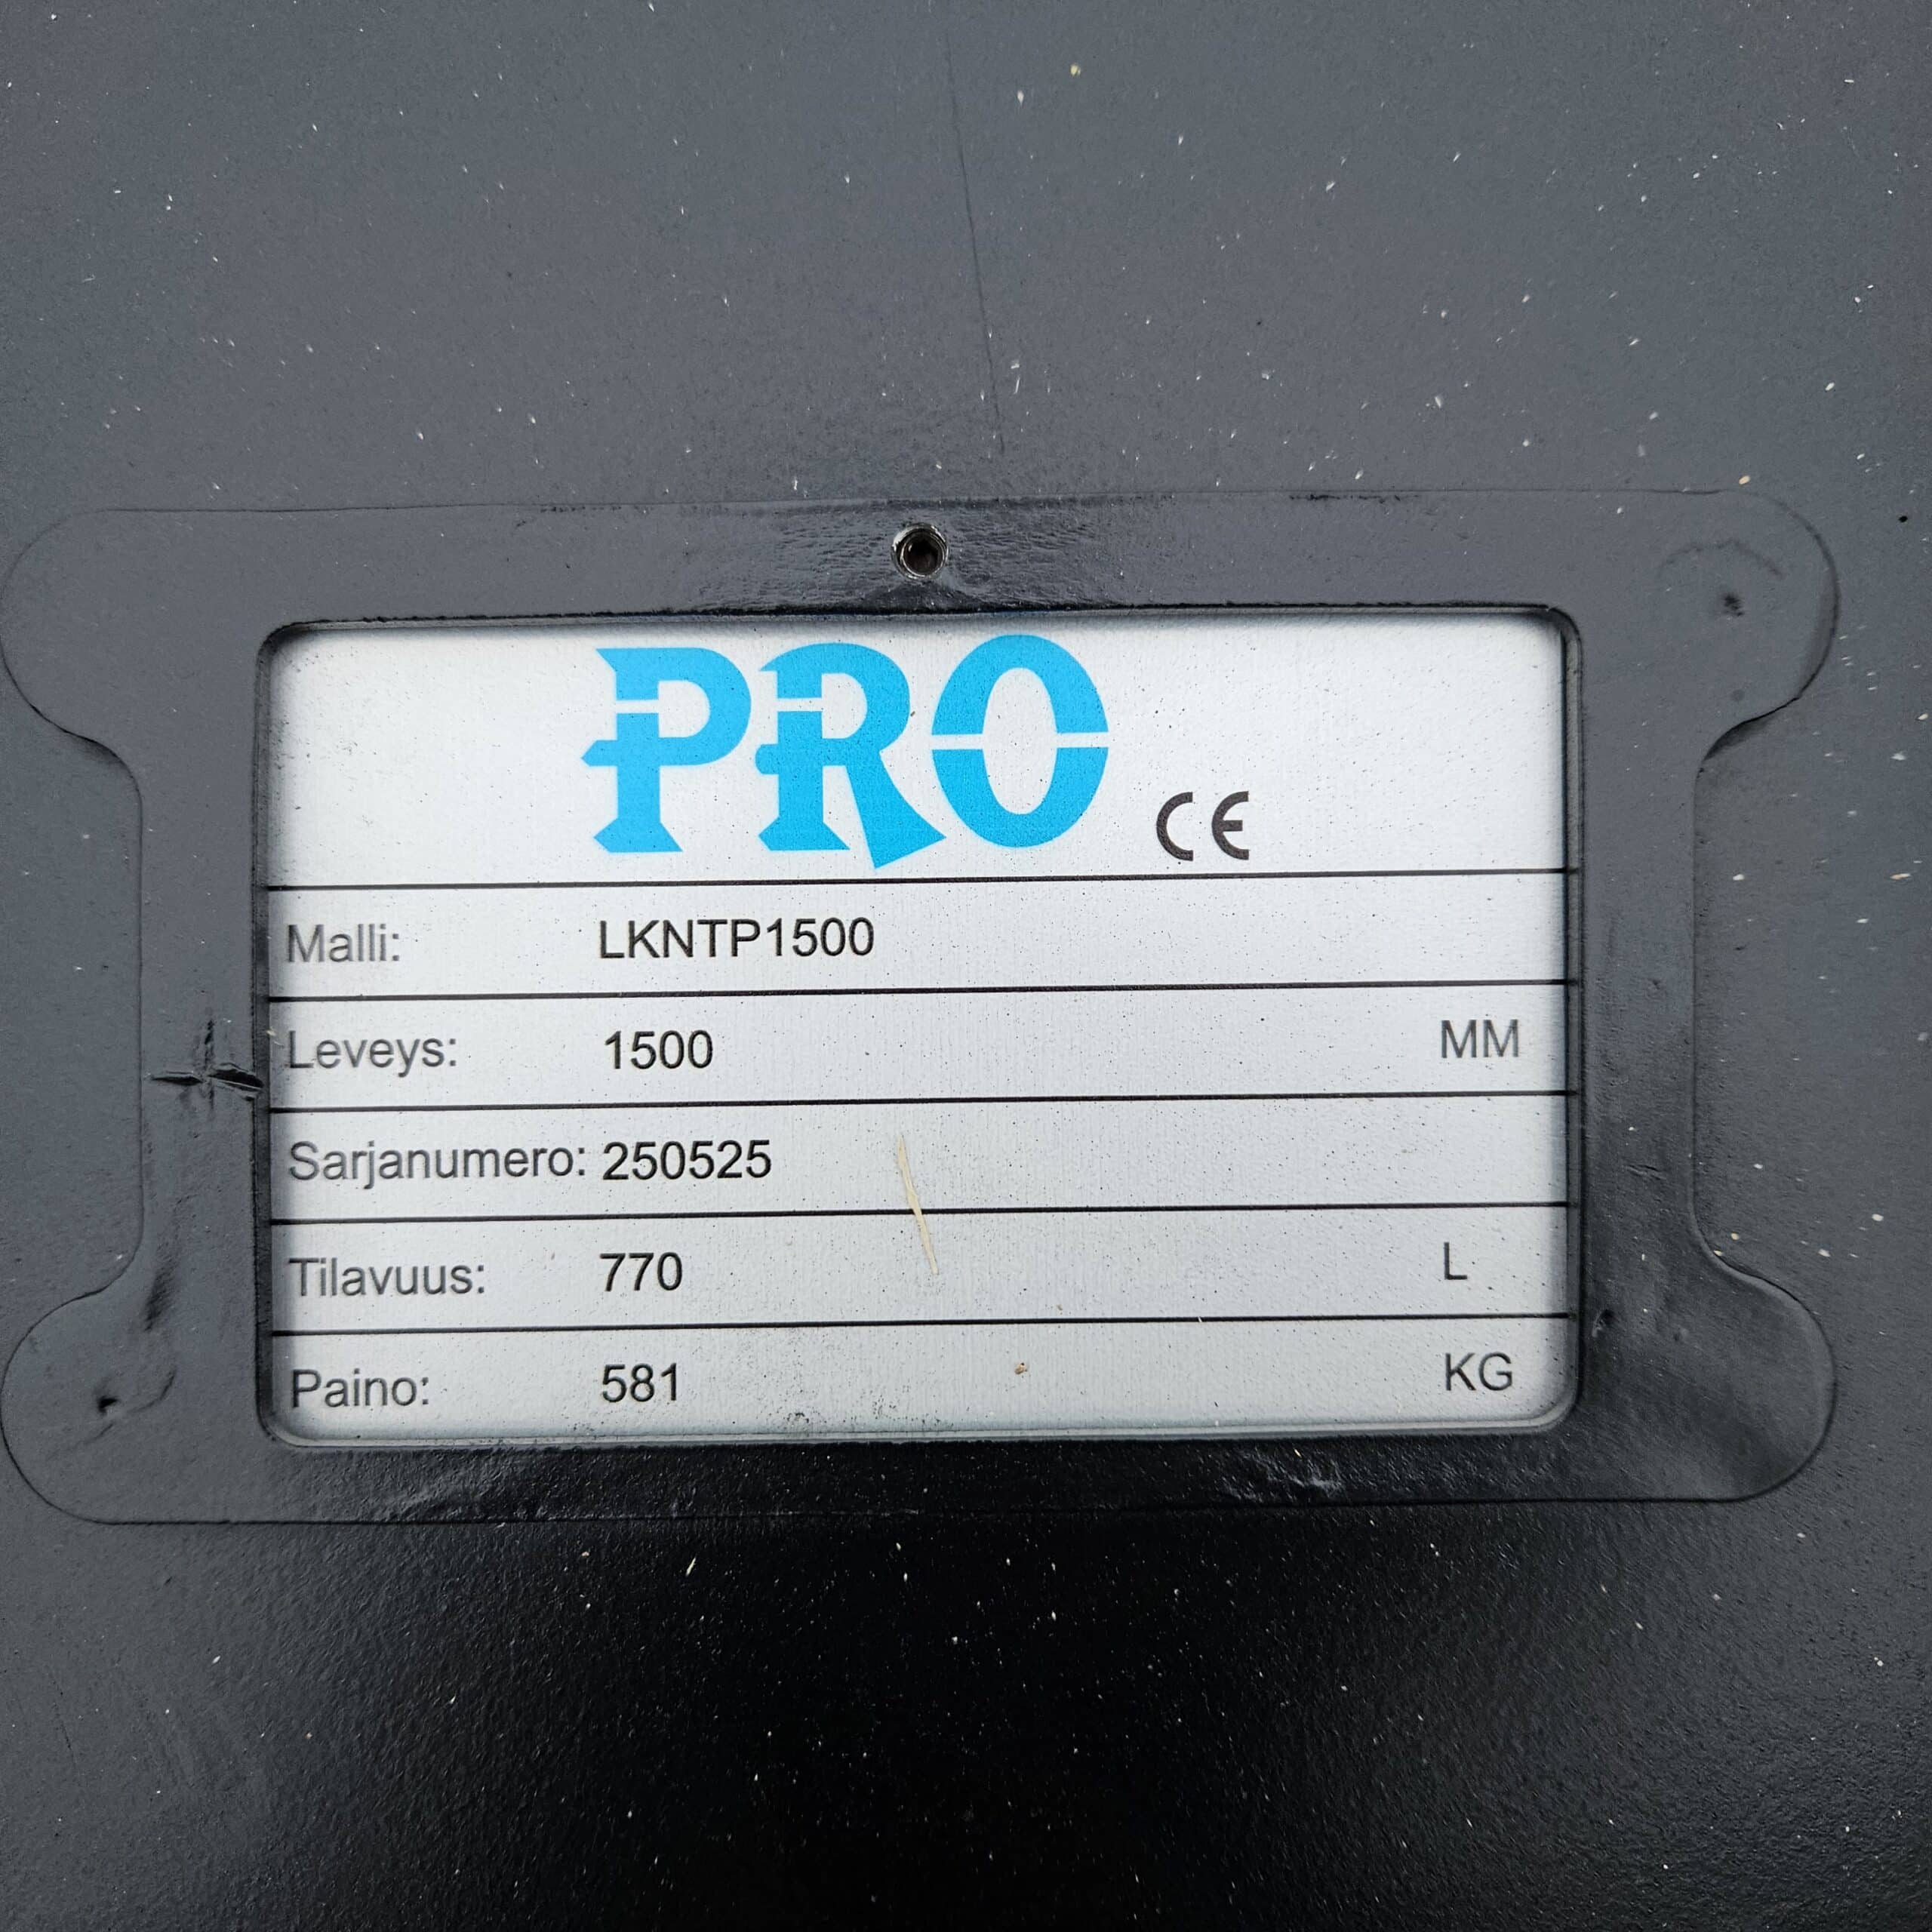 PRO CE
Malli: LKNTP1500
Leveys: 1500 MM
Sarjanumero: 250525
Tilavuus: 770 L
Paino: 581 KG